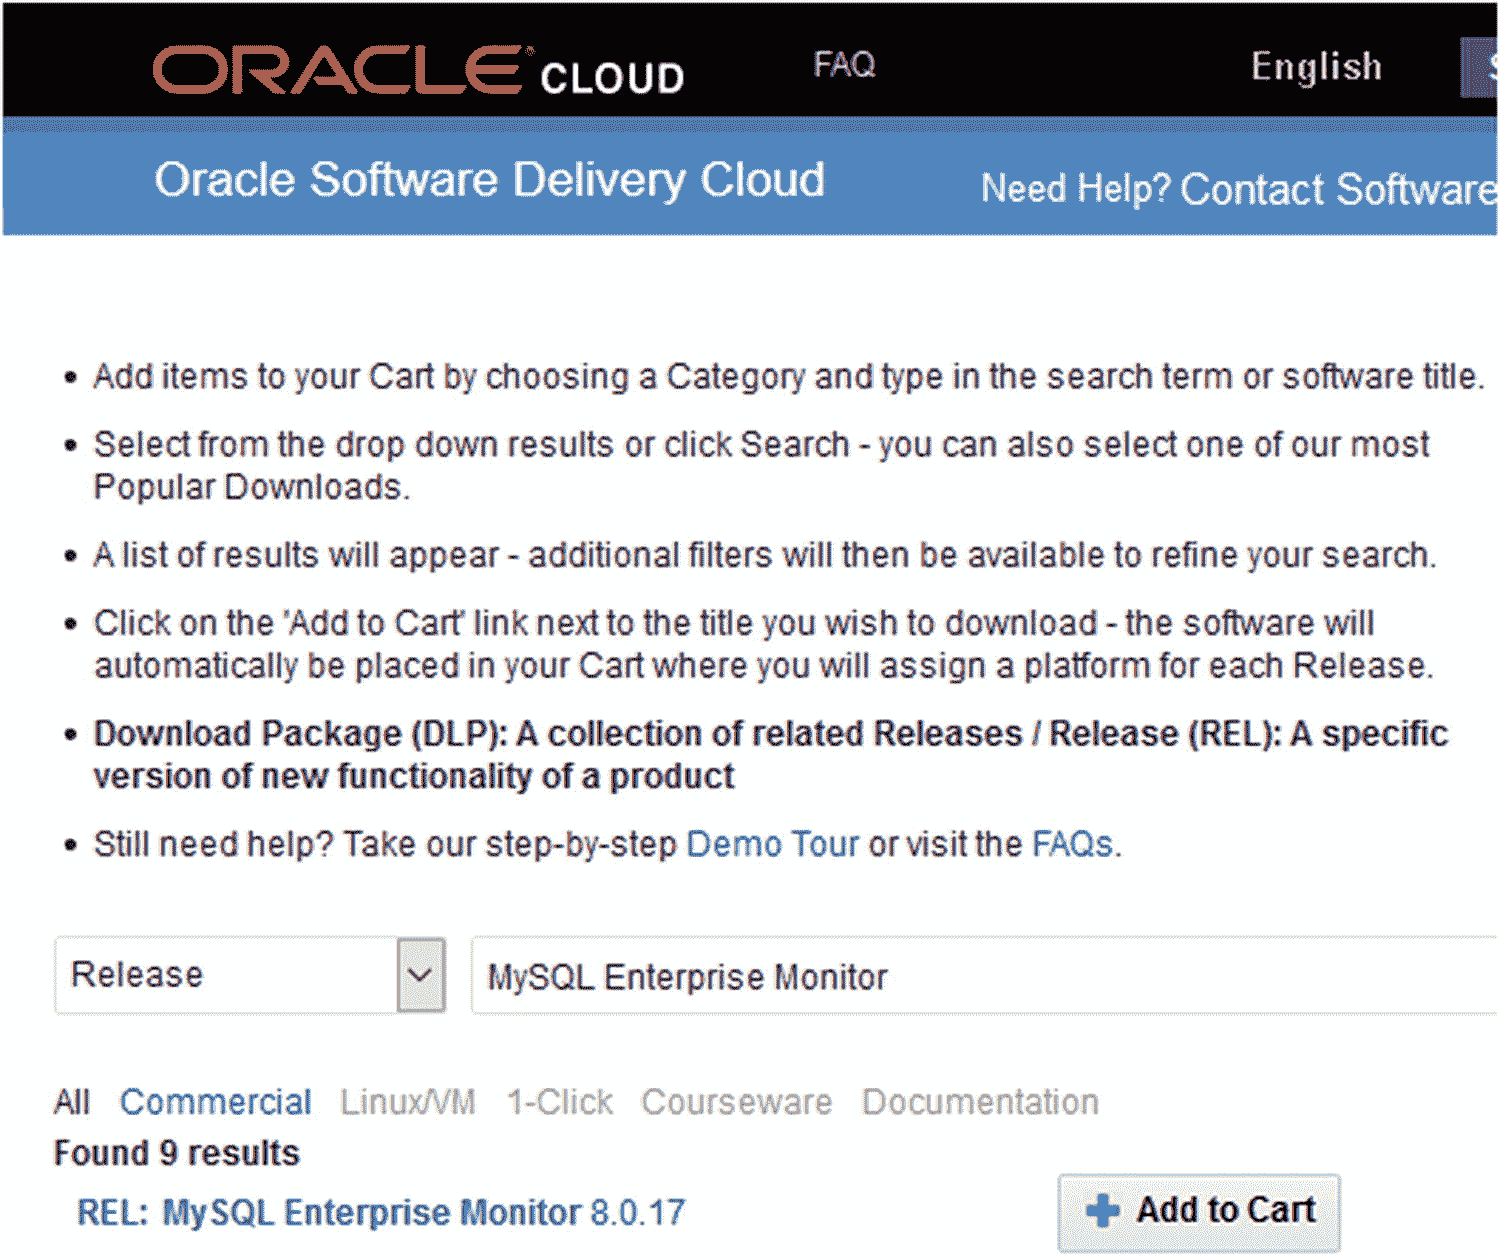 ORACLE CLOUD FAQ English
Oracle Software Delivery Cloud Need Help? Contact Software
• Add items to your Cart by choosing a Category and type in the search term or software title.
• Select from the drop down results or click Search - you can also select one of our most
Popular Downloads.
• A list of results will appear - additional filters will then be available to refine your search.
• Click on the 'Add to Cart' link next to the title you wish to download - the software will
automatically be placed in your Cart where you will assign a platform for each Release.
• Download Package (DLP): A collection of related Releases / Release (REL): A specific
version of new functionality of a product
• Still need help? Take our step-by-step Demo Tour or visit the FAQs.
Release MySQL Enterprise Monitor
All Commercial Linux/VM 1-Click Courseware Documentation
Found 9 results
REL: MySQL Enterprise Monitor 8.0.17 Add to Cart